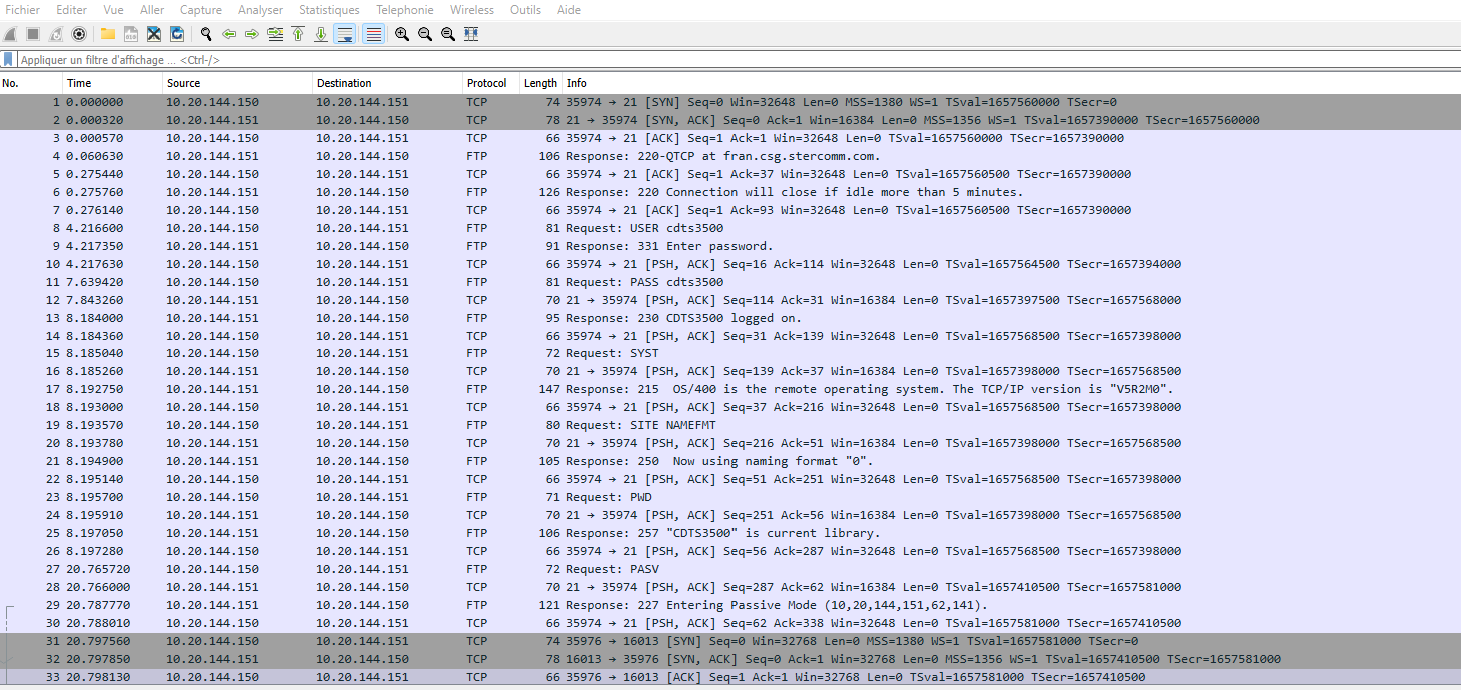 Fichier Editer Vue Aller Capture Analyser Statistiques Telephonie Wireless Outils Aide
Appliquer un filtre d'affichage … <Ctrl-/>
No. Time Source Destination Protocol Length Info
1 0.000000 10.20.144.150 10.20.144.151 TCP 74 35974 → 21 [SYN] Seq=0 Win=32648 Len=0 MSS=1380 WS=1 TSval=1657560000 TSecr=0
2 0.000320 10.20.144.151 10.20.144.150 TCP 78 21 → 35974 [SYN, ACK] Seq=0 Ack=1 Win=16384 Len=0 MSS=1356 WS=1 TSval=1657390000 TSecr=1657560000
3 0.000570 10.20.144.150 10.20.144.151 TCP 66 35974 → 21 [ACK] Seq=1 Ack=1 Win=32648 Len=0 TSval=1657560000 TSecr=1657390000
4 0.060630 10.20.144.151 10.20.144.150 FTP 106 Response: 220-QTCP at fran.csg.stercomm.com.
5 0.275440 10.20.144.150 10.20.144.151 TCP 66 35974 → 21 [ACK] Seq=1 Ack=37 Win=32648 Len=0 TSval=1657560500 TSecr=1657390000
6 0.275760 10.20.144.151 10.20.144.150 FTP 126 Response: 220 Connection will close if idle more than 5 minutes.
7 0.276140 10.20.144.150 10.20.144.151 TCP 66 35974 → 21 [ACK] Seq=1 Ack=93 Win=32648 Len=0 TSval=1657560500 TSecr=1657390000
8 4.216600 10.20.144.150 10.20.144.151 FTP 81 Request: USER cdts3500
9 4.217350 10.20.144.151 10.20.144.150 FTP 91 Response: 331 Enter password.
10 4.217630 10.20.144.150 10.20.144.151 TCP 66 35974 → 21 [PSH, ACK] Seq=16 Ack=114 Win=32648 Len=0 TSval=1657564500 TSecr=1657394000
11 7.639420 10.20.144.150 10.20.144.151 FTP 81 Request: PASS cdts3500
12 7.843260 10.20.144.151 10.20.144.150 TCP 70 21 → 35974 [PSH, ACK] Seq=114 Ack=31 Win=16384 Len=0 TSval=1657397500 TSecr=1657568000
13 8.184000 10.20.144.151 10.20.144.150 FTP 95 Response: 230 CDTS3500 logged on.
14 8.184360 10.20.144.150 10.20.144.151 TCP 66 35974 → 21 [PSH, ACK] Seq=31 Ack=139 Win=32648 Len=0 TSval=1657568500 TSecr=1657398000
15 8.185040 10.20.144.150 10.20.144.151 FTP 72 Request: SYST
16 8.185260 10.20.144.151 10.20.144.150 TCP 70 21 → 35974 [PSH, ACK] Seq=139 Ack=37 Win=16384 Len=0 TSval=1657398000 TSecr=1657568500
17 8.192750 10.20.144.151 10.20.144.150 FTP 147 Response: 215  OS/400 is the remote operating system. The TCP/IP version is "V5R2M0".
18 8.193000 10.20.144.150 10.20.144.151 TCP 66 35974 → 21 [PSH, ACK] Seq=37 Ack=216 Win=32648 Len=0 TSval=1657568500 TSecr=1657398000
19 8.193570 10.20.144.150 10.20.144.151 FTP 80 Request: SITE NAMEFMT
20 8.193780 10.20.144.151 10.20.144.150 TCP 70 21 → 35974 [PSH, ACK] Seq=216 Ack=51 Win=16384 Len=0 TSval=1657398000 TSecr=1657568500
21 8.194900 10.20.144.151 10.20.144.150 FTP 105 Response: 250  Now using naming format "0".
22 8.195140 10.20.144.150 10.20.144.151 TCP 66 35974 → 21 [PSH, ACK] Seq=51 Ack=251 Win=32648 Len=0 TSval=1657568500 TSecr=1657398000
23 8.195700 10.20.144.150 10.20.144.151 FTP 71 Request: PWD
24 8.195910 10.20.144.151 10.20.144.150 TCP 70 21 → 35974 [PSH, ACK] Seq=251 Ack=56 Win=16384 Len=0 TSval=1657398000 TSecr=1657568500
25 8.197050 10.20.144.151 10.20.144.150 FTP 106 Response: 257 "CDTS3500" is current library.
26 8.197280 10.20.144.150 10.20.144.151 TCP 66 35974 → 21 [PSH, ACK] Seq=56 Ack=287 Win=32648 Len=0 TSval=1657568500 TSecr=1657398000
27 20.765720 10.20.144.150 10.20.144.151 FTP 72 Request: PASV
28 20.766000 10.20.144.151 10.20.144.150 TCP 70 21 → 35974 [PSH, ACK] Seq=287 Ack=62 Win=16384 Len=0 TSval=1657410500 TSecr=1657581000
29 20.787770 10.20.144.151 10.20.144.150 FTP 121 Response: 227 Entering Passive Mode (10,20,144,151,62,141).
30 20.788010 10.20.144.150 10.20.144.151 TCP 66 35974 → 21 [PSH, ACK] Seq=62 Ack=338 Win=32648 Len=0 TSval=1657581000 TSecr=1657410500
31 20.797560 10.20.144.150 10.20.144.151 TCP 74 35976 → 16013 [SYN] Seq=0 Win=32768 Len=0 MSS=1380 WS=1 TSval=1657581000 TSecr=0
32 20.797850 10.20.144.151 10.20.144.150 TCP 78 16013 → 35976 [SYN, ACK] Seq=0 Ack=1 Win=32768 Len=0 MSS=1356 WS=1 TSval=1657410500 TSecr=1657581000
33 20.798130 10.20.144.150 10.20.144.151 TCP 66 35976 → 16013 [ACK] Seq=1 Ack=1 Win=32768 Len=0 TSval=1657581000 TSecr=1657410500